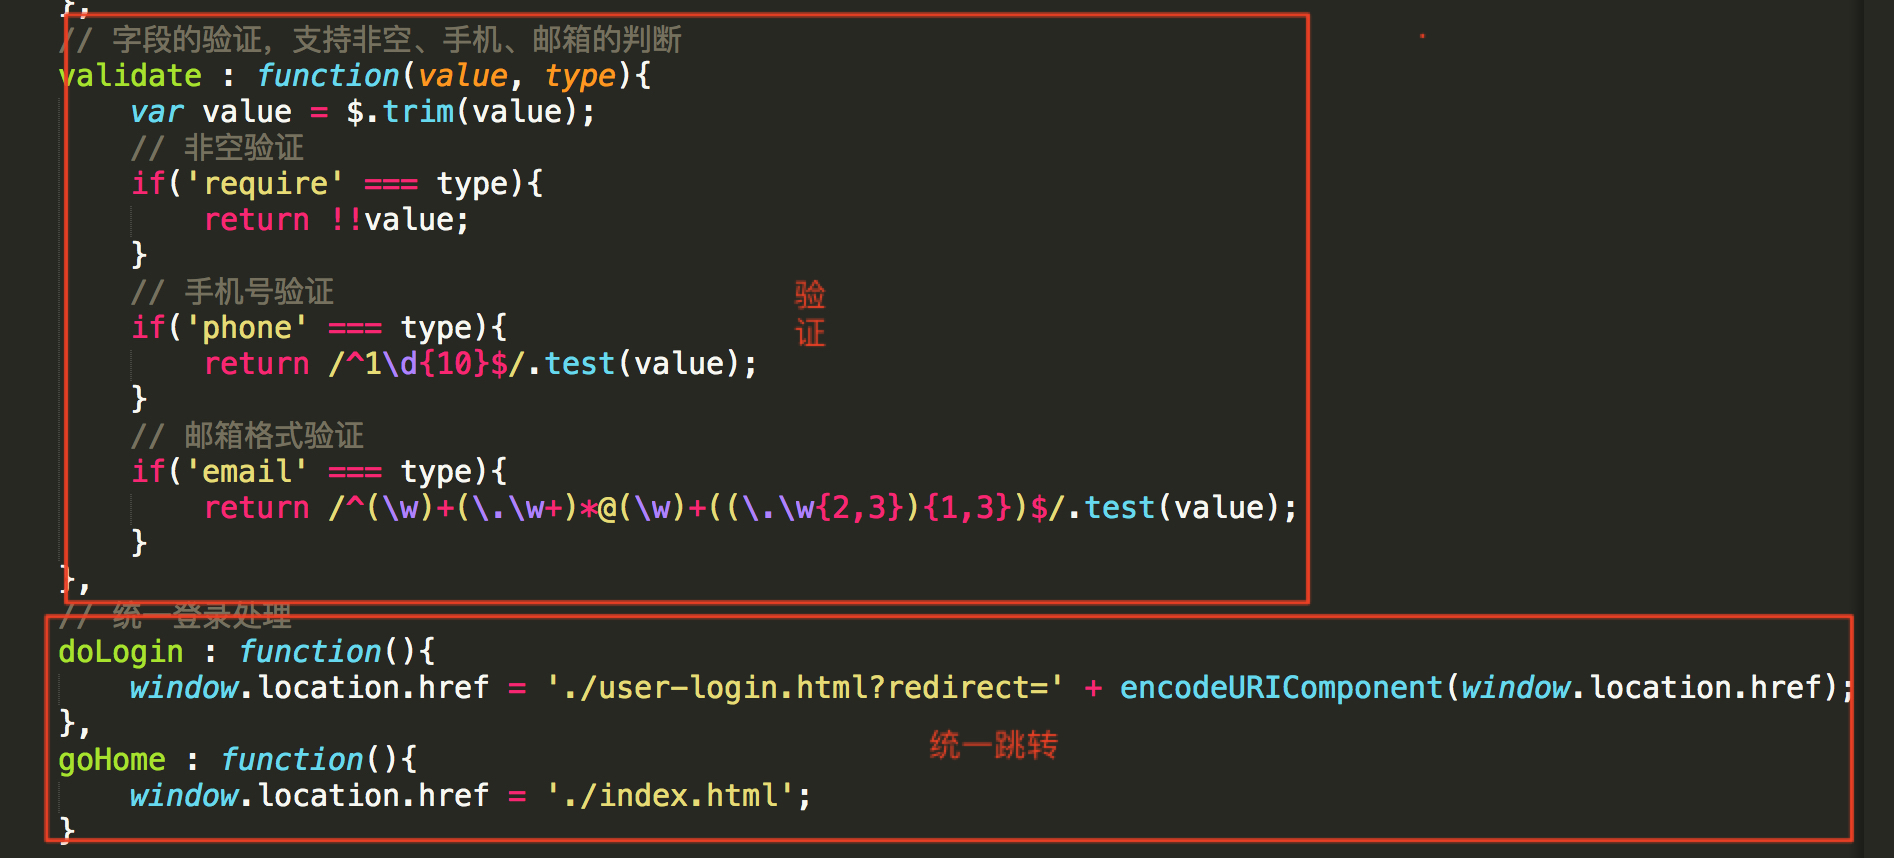 },
// 字段的验证，支持非空、手机、邮箱的判断
validate : function(value, type){
var value = $.trim(value);
// 非空验证
if('require' === type){
return !!value;
}
// 手机号验证
if('phone' === type){
return /^1\d{10}$/.test(value);
}
// 邮箱格式验证
if('email' === type){
return /^(\w)+(\.\w+)*@(\w)+((\.\w{2,3}){1,3})$/.test(value);
}
},
验
证
// 统一登录处理
doLogin : function(){
window.location.href = './user-login.html?redirect=' + encodeURIComponent(window.location.href);
},
goHome : function(){
window.location.href = './index.html';
}
统一跳转